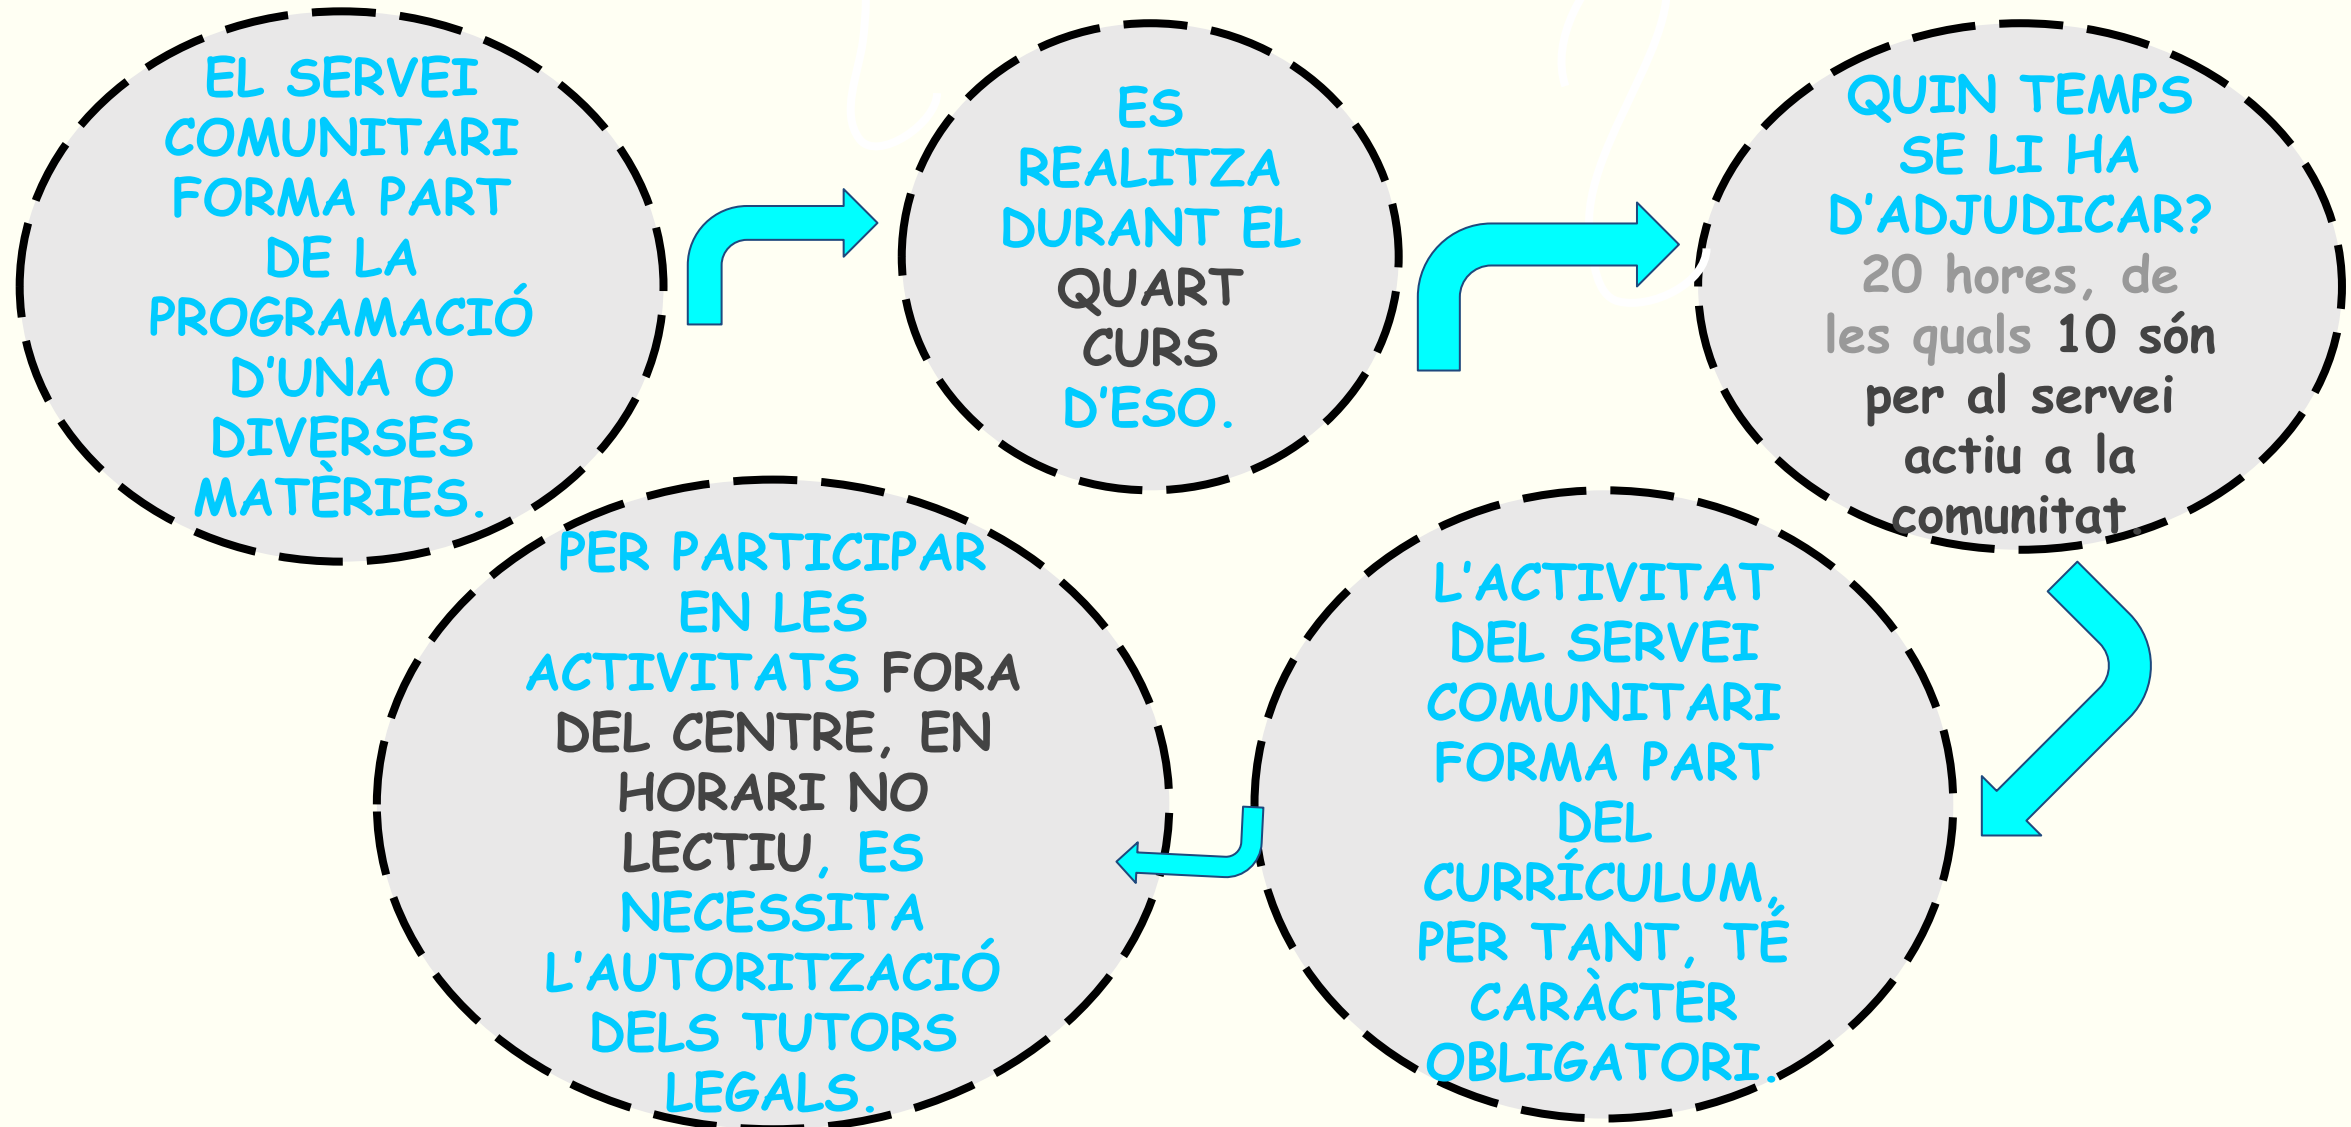 EL SERVEI
COMUNITARI
FORMA PART
DE LA
PROGRAMACIÓ
D'UNA O
DIVERSES
MATÈRIES.
ES
REALITZA
DURANT EL
QUART
CURS
D'ESO.
QUIN TEMPS
SE LI HA
D'ADJUDICAR?
20 hores, de
les quals 10 són
per al servei
actiu a la
comunitat.
L'ACTIVITAT
DEL SERVEI
COMUNITARI
FORMA PART
DEL
CURRÍCULUM,
PER TANT, TÉ
CARÀCTER
OBLIGATORI.
PER PARTICIPAR
EN LES
ACTIVITATS FORA
DEL CENTRE, EN
HORARI NO
LECTIU, ES
NECESSITA
L'AUTORITZACIÓ
DELS TUTORS
LEGALS.